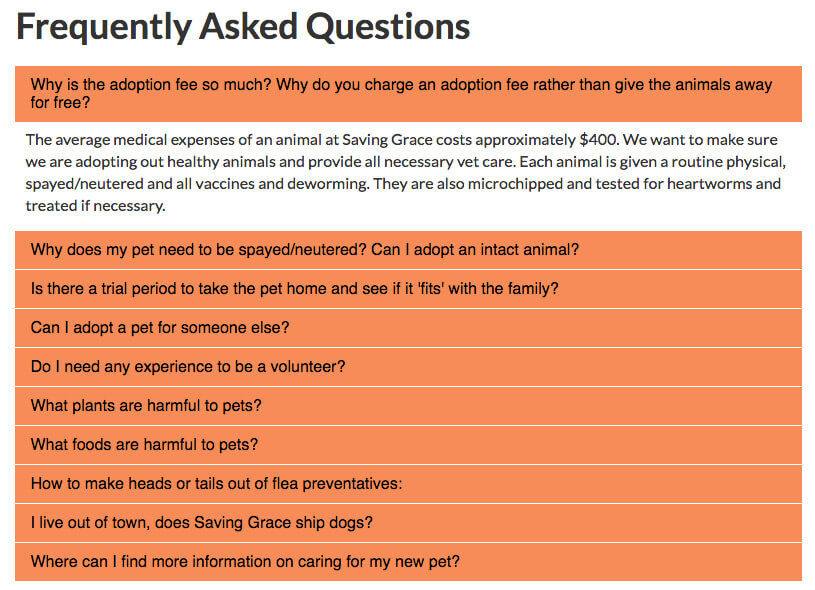 Frequently Asked Questions
Why is the adoption fee so much? Why do you charge an adoption fee rather than give the animals away
for free?
The average medical expenses of an animal at Saving Grace costs approximately $400. We want to make sure
we are adopting out healthy animals and provide all necessary vet care. Each animal is given a routine physical,
spayed/neutered and all vaccines and deworming. They are also microchipped and tested for heartworms and
treated if necessary.
Why does my pet need to be spayed/neutered? Can I adopt an intact animal?
Is there a trial period to take the pet home and see if it 'fits' with the family?
Can I adopt a pet for someone else?
Do I need any experience to be a volunteer?
What plants are harmful to pets?
What foods are harmful to pets?
How to make heads or tails out of flea preventatives:
I live out of town, does Saving Grace ship dogs?
Where can I find more information on caring for my new pet?